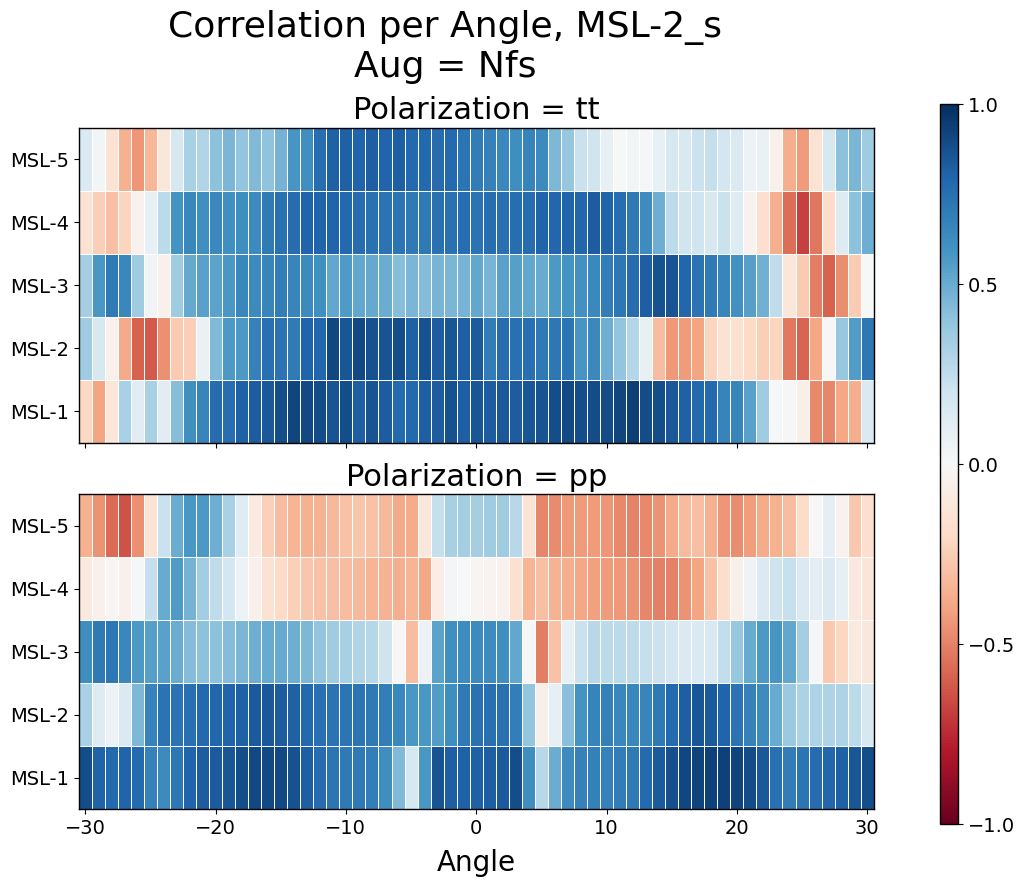 Correlation per Angle, MSL-2_s
Aug = Nfs
Polarization = tt
MSL-5
MSL-4
MSL-3
MSL-2
MSL-1
Polarization = pp
MSL-5
MSL-4
MSL-3
MSL-2
MSL-1
−30 −20 −10 0 10 20 30
Angle
1.0
0.5
0.0
−0.5
−1.0